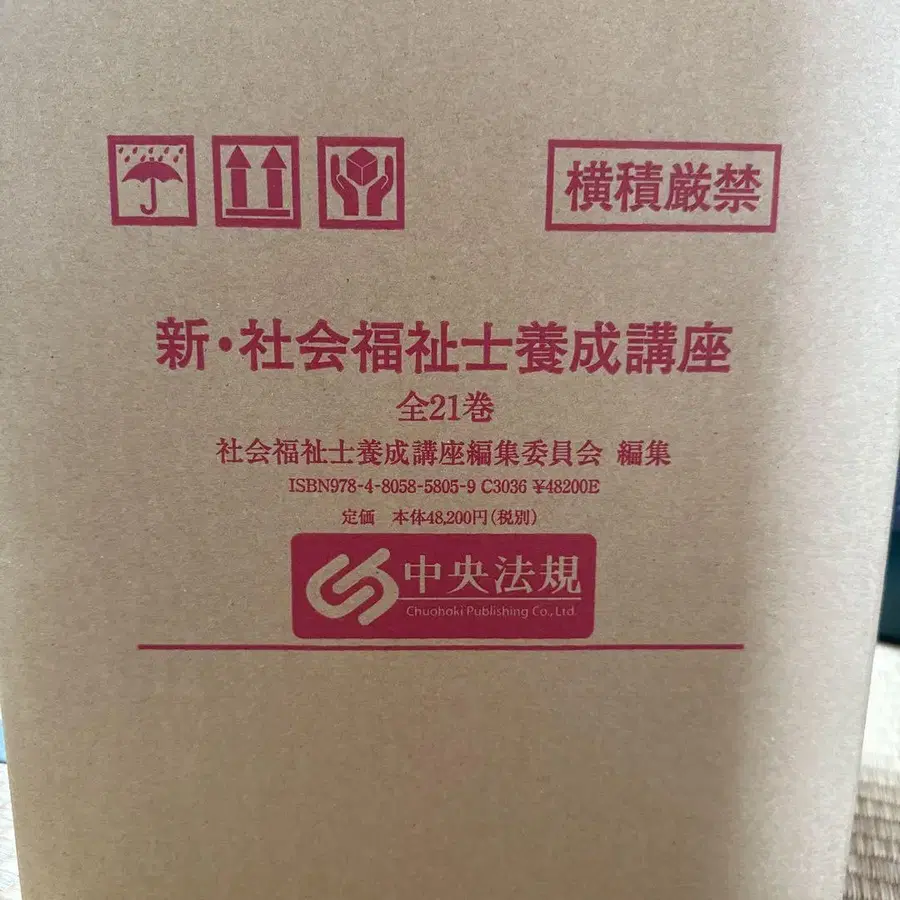 横積厳禁
新・社会福祉士養成講座
全21巻
社会福祉士養成講座編集委員会 編集
ISBN978-4-8058-5805-9 C3036 ¥48200E
定価 本体48,200円(税別)
中央法規
Chuohoki Publishing Co., Ltd.